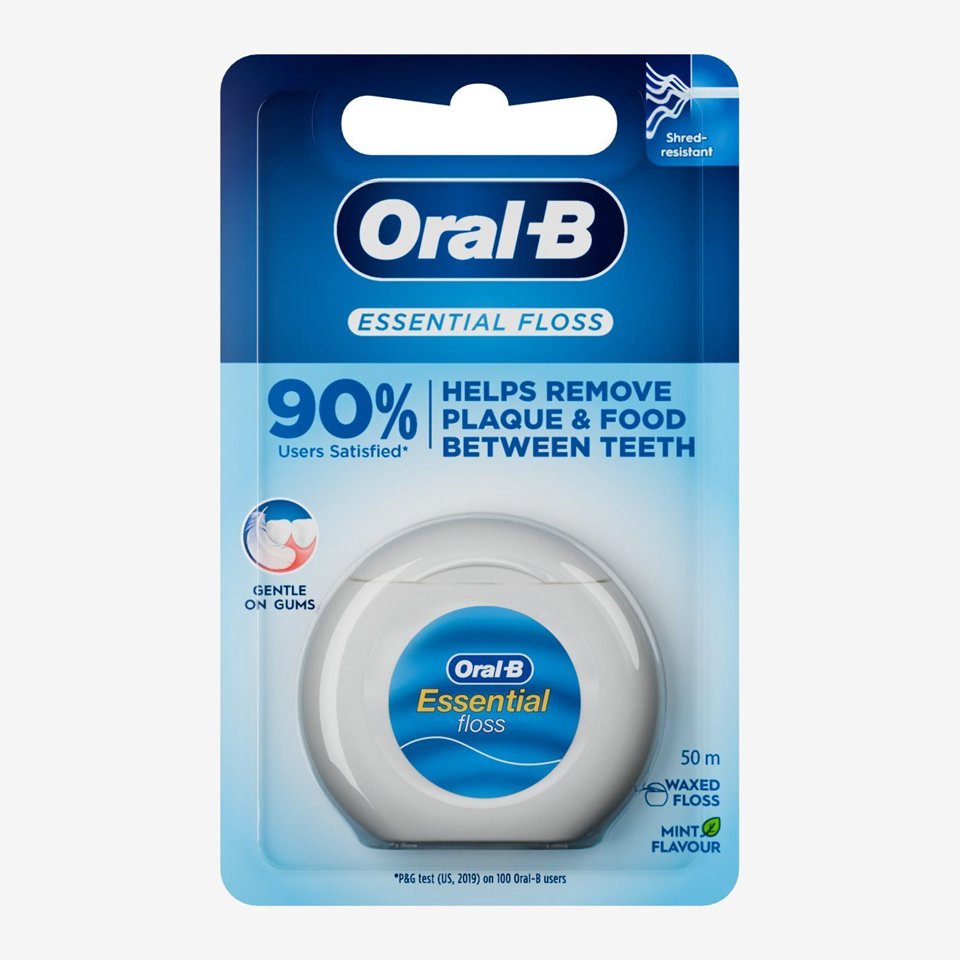 Shred-
resistant
Oral-B
ESSENTIAL FLOSS
90%
Users Satisfied*
HELPS REMOVE
PLAQUE & FOOD
BETWEEN TEETH
GENTLE
ON GUMS
Oral-B
Essential
floss
50 m
WAXED
FLOSS
MINT
FLAVOUR
*P&G test (US, 2019) on 100 Oral-B users